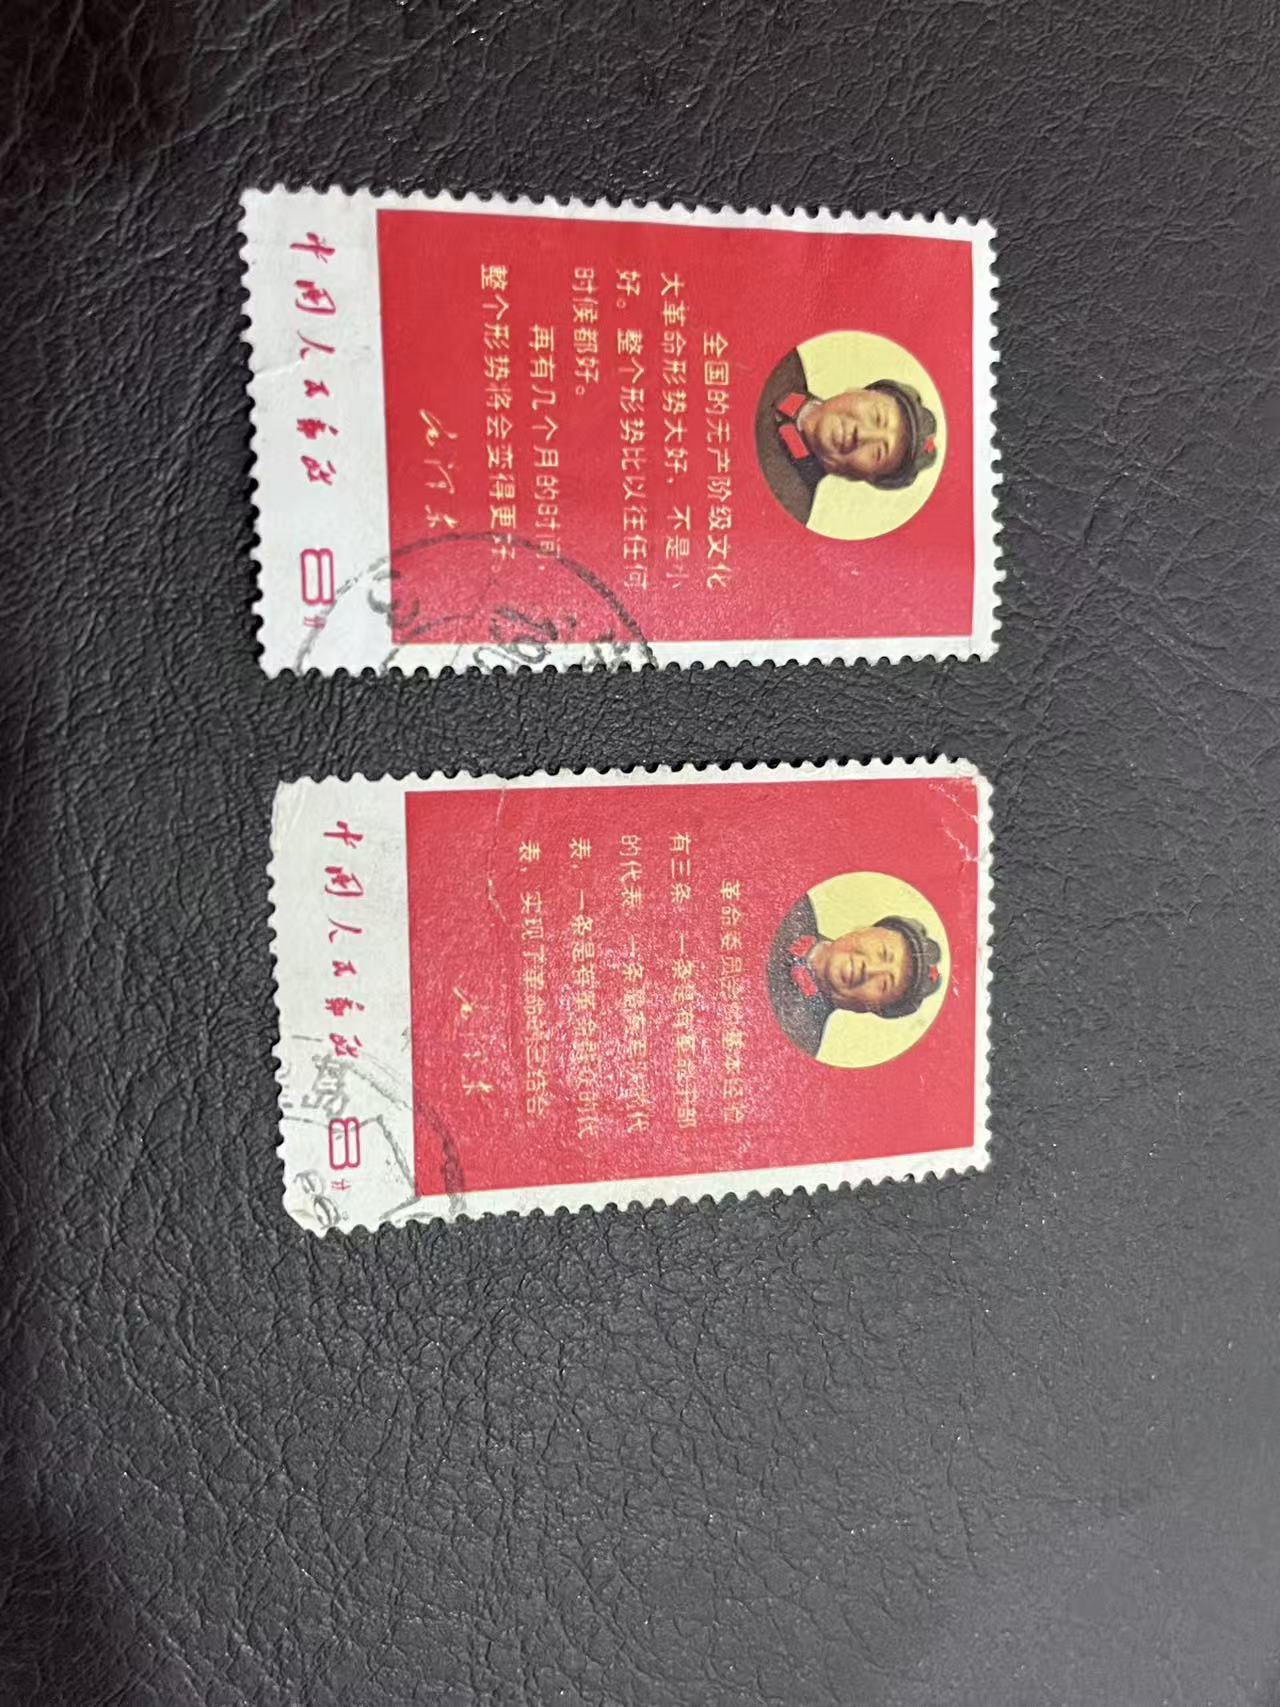 全国的无产阶级文化
大革命形势大好，不是小
好。整个形势比以往任何
时候都好。
再有几个月的时间，
整个形势将会变得更好。
毛泽东
中国人民邮政 8分
革命委员会的基本经验
有三条：一条是有革命干部
的代表，一条是有军队的代
表，一条是有革命群众的代
表，实现了革命的三结合。
毛泽东
中国人民邮政 8分